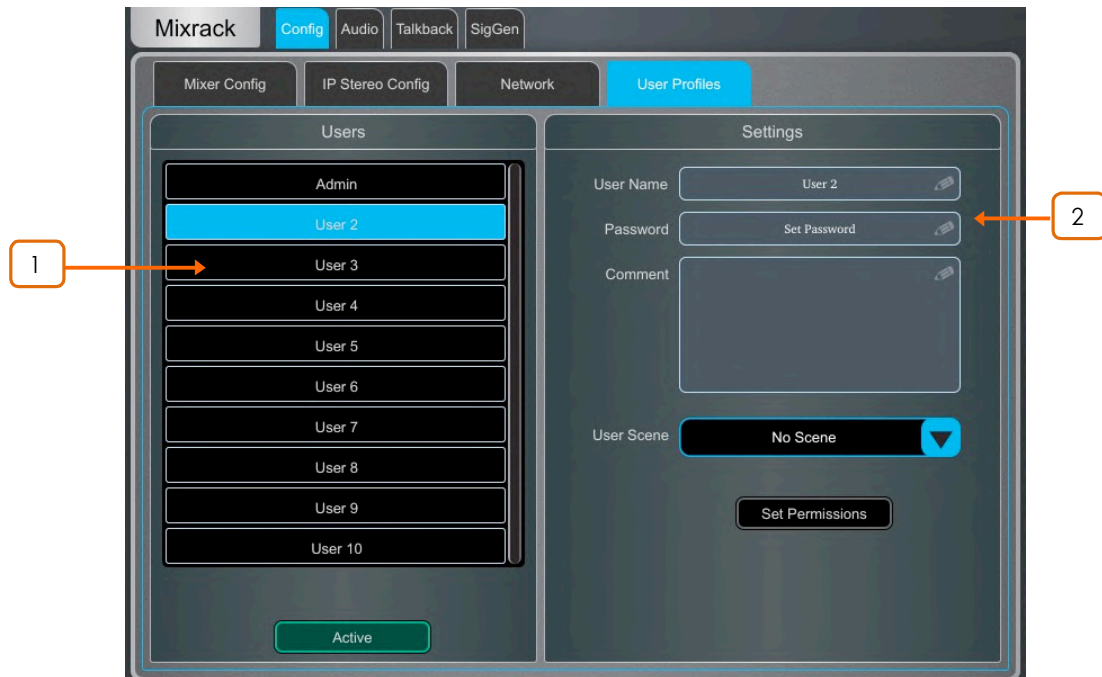 Mixrack Config Audio Talkback SigGen
Mixer Config IP Stereo Config Network User Profiles
Users
Admin
User 2
User 3
User 4
User 5
User 6
User 7
User 8
User 9
User 10
Active
Settings
User Name User 2
Password Set Password
Comment
User Scene No Scene
Set Permissions
1
2